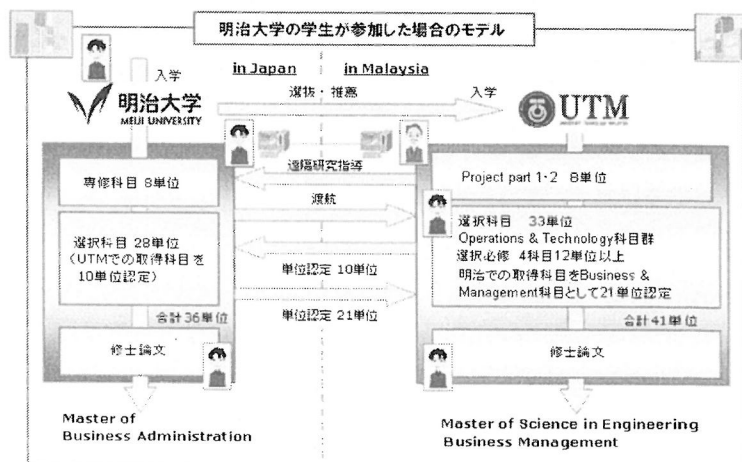 明治大学の学生が参加した場合のモデル
入学
in Japan
in Malaysia
明治大学
MEIJI UNIVERSITY
選抜・推薦
入学
UTM
遠隔研究指導
専修科目 8単位
Project part 1・2 8単位
渡航
選択科目 28単位
(UTMでの取得科目を
10単位認定)
選択科目 33単位
Operations & Technology科目群
選択必修 4科目12単位以上
明治での取得科目をBusiness &
Management科目として21単位認定
単位認定 10単位
単位認定 21単位
合計36単位
合計41単位
修士論文
修士論文
Master of
Business Administration
Master of Science in Engineering
Business Management